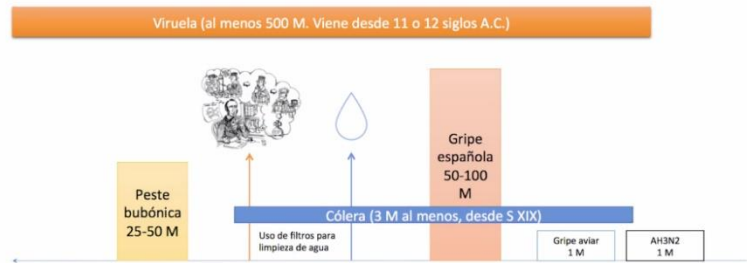 Viruela (al menos 500 M. Viene desde 11 o 12 siglos A.C.)
Peste
bubónica
25-50 M
Uso de filtros para
limpieza de agua
Gripe
española
50-100
M
Cólera (3 M al menos, desde S XIX)
Gripe aviar
1 M
AH3N2
1 M